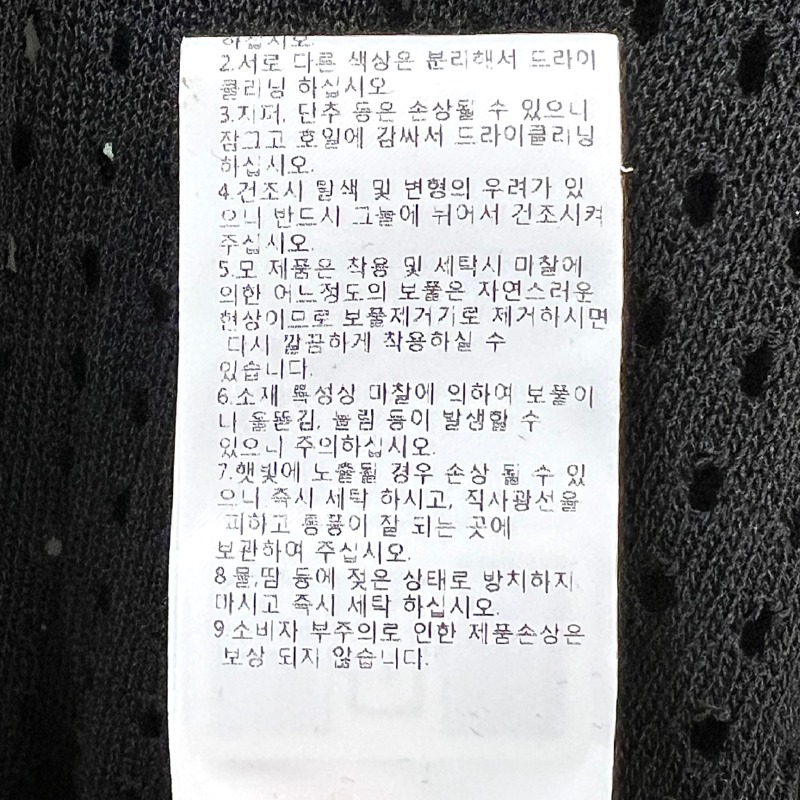 하십시오.
2.서로 다른 색상은 분리해서 드라이
클리닝 하십시오.
3.지퍼, 단추 등은 손상될 수 있으니
잠그고 호일에 감싸서 드라이클리닝
하십시오.
4.건조시 탈색 및 변형의 우려가 있
으니 반드시 그늘에 뉘어서 건조시켜
주십시오.
5.모 제품은 착용 및 세탁시 마찰에
의한 어느정도의 보풀은 자연스러운
현상이므로 보풀제거기로 제거하시면
다시 깔끔하게 착용하실 수
있습니다.
6.소재 특성상 마찰에 의하여 보풀이
나 올뜯김, 눌림 등이 발생할 수
있으니 주의하십시오.
7.햇빛에 노출될 경우 손상 될 수 있
으니 즉시 세탁 하시고, 직사광선을
피하고 통풍이 잘 되는 곳에
보관하여 주십시오.
8.물,땀 등에 젖은 상태로 방치하지
마시고 즉시 세탁 하십시오.
9.소비자 부주의로 인한 제품손상은
보상 되지 않습니다.